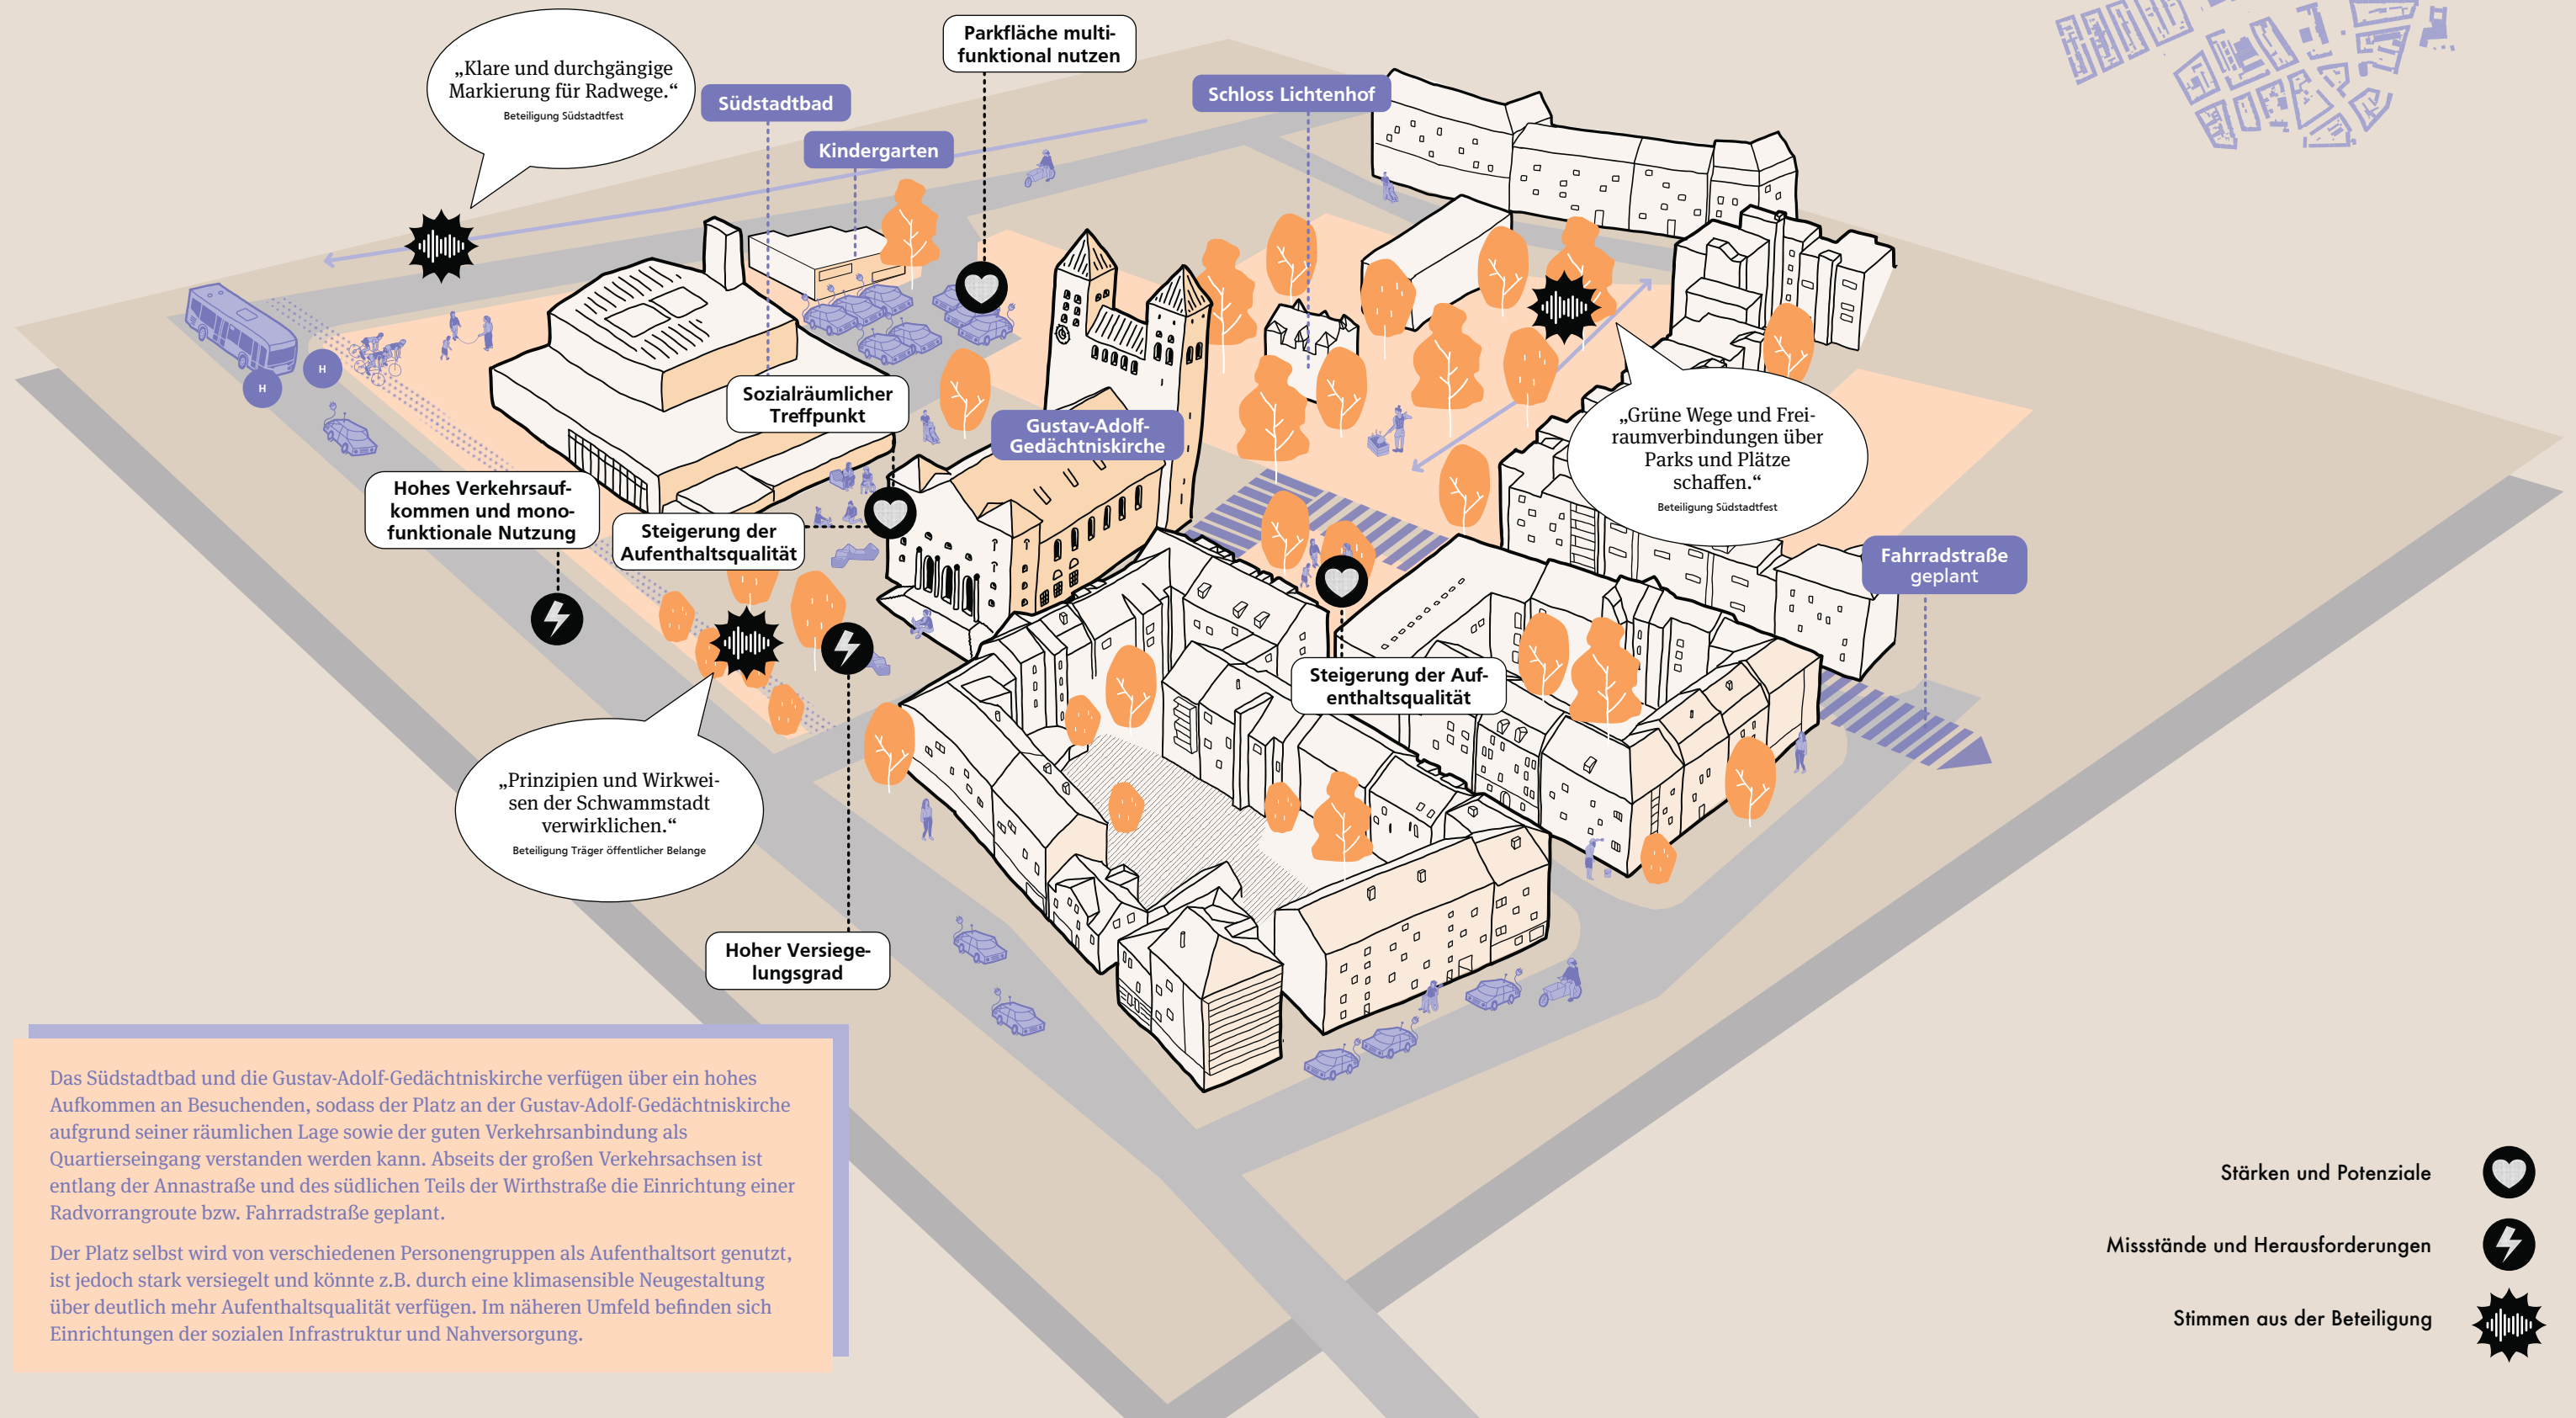 „Klare und durchgängige
Markierung für Radwege.“
Beteiligung Südstadtfest
Parkfläche multi-
funktional nutzen
Südstadtbad
Kindergarten
Schloss Lichtenhof
Sozialräumlicher
Treffpunkt
Gustav-Adolf-
Gedächtniskirche
H
H
Hohes Verkehrsauf-
kommen und mono-
funktionale Nutzung
Steigerung der
Aufenthaltsqualität
„Grüne Wege und Frei-
raumverbindungen über
Parks und Plätze
schaffen.“
Beteiligung Südstadtfest
Fahrradstraße
geplant
Steigerung der Auf-
enthaltsqualität
„Prinzipien und Wirkwei-
sen der Schwammstadt
verwirklichen.“
Beteiligung Träger öffentlicher Belange
Hoher Versiege-
lungsgrad
Das Südstadtbad und die Gustav-Adolf-Gedächtniskirche verfügen über ein hohes
Aufkommen an Besuchenden, sodass der Platz an der Gustav-Adolf-Gedächtniskirche
aufgrund seiner räumlichen Lage sowie der guten Verkehrsanbindung als
Quartierseingang verstanden werden kann. Abseits der großen Verkehrsachsen ist
entlang der Annastraße und des südlichen Teils der Wirthstraße die Einrichtung einer
Radvorrangroute bzw. Fahrradstraße geplant.
Der Platz selbst wird von verschiedenen Personengruppen als Aufenthaltsort genutzt,
ist jedoch stark versiegelt und könnte z.B. durch eine klimasensible Neugestaltung
über deutlich mehr Aufenthaltsqualität verfügen. Im näheren Umfeld befinden sich
Einrichtungen der sozialen Infrastruktur und Nahversorgung.
Stärken und Potenziale
Missstände und Herausforderungen
Stimmen aus der Beteiligung